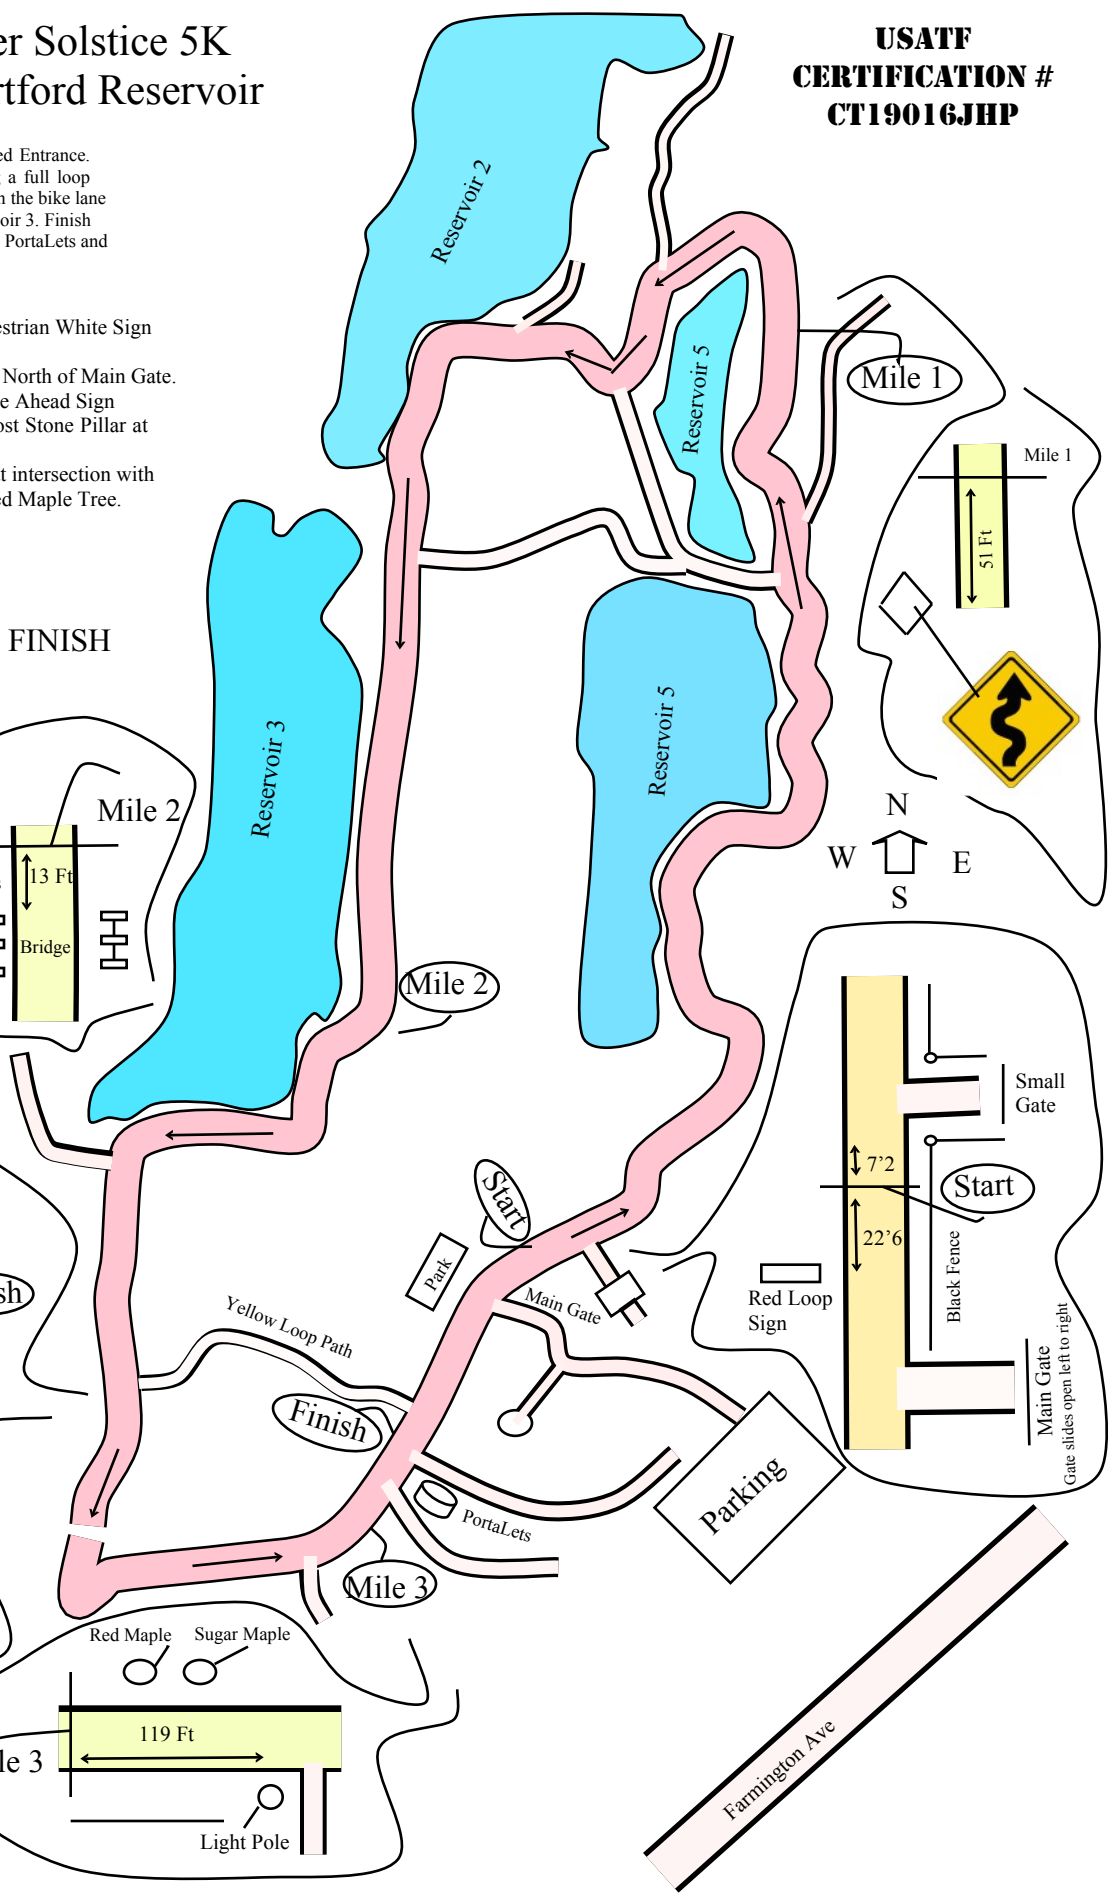 er Solstice 5K
rtford Reservoir
USATF
CERTIFICATION #
CT19016JHP
ed Entrance.
g a full loop
n the bike lane
oir 3. Finish
PortaLets and
estrian White Sign
North of Main Gate.
e Ahead Sign
ost Stone Pillar at
at intersection with
ed Maple Tree.
FINISH
Reservoir 2
Reservoir 5
Mile 1
Mile 1
51 Ft
Reservoir 3
Reservoir 5
N
W E
S
Mile 2
13 Ft
Bridge
Mile 2
Small
Gate
7'2
Start
22'6
Black Fence
Red Loop
Sign
Main Gate
Gate slides open left to right
Start
Park
Main Gate
Yellow Loop Path
sh
Finish
Parking
PortaLets
Mile 3
Red Maple
Sugar Maple
119 Ft
le 3
Light Pole
Farmington Ave